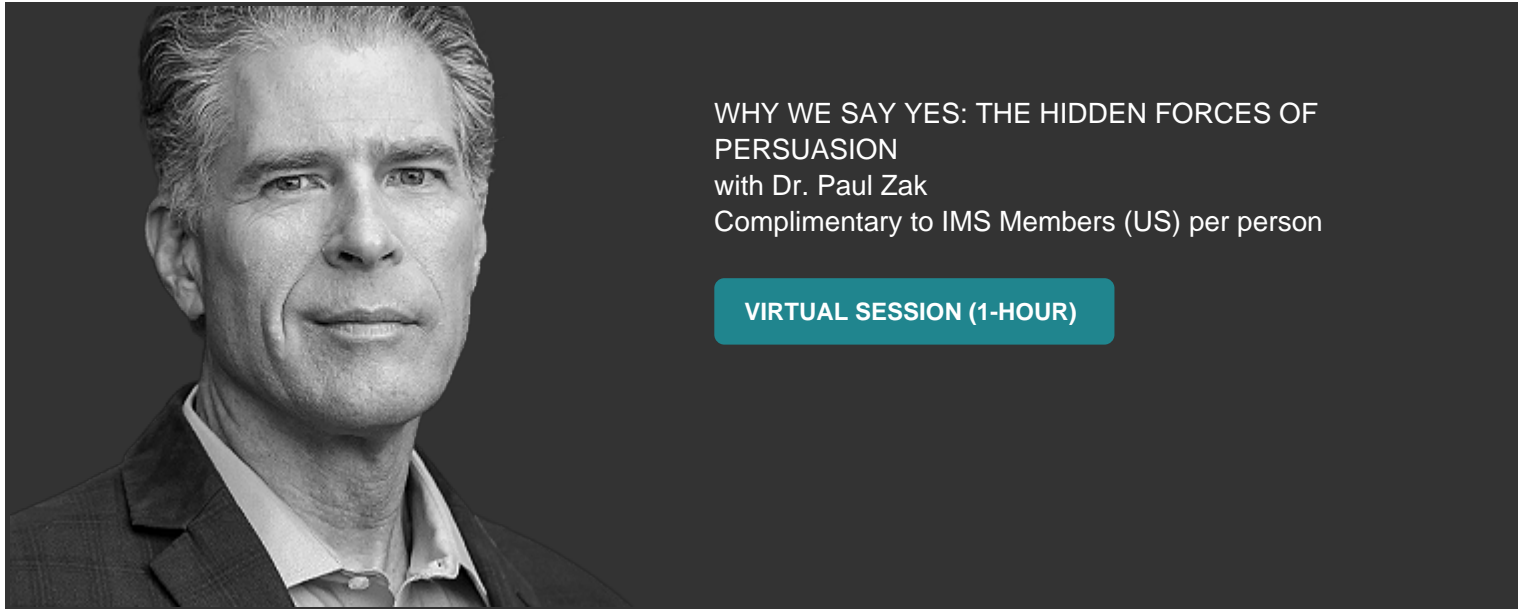 WHY WE SAY YES: THE HIDDEN FORCES OF
PERSUASION
with Dr. Paul Zak
Complimentary to IMS Members (US) per person
VIRTUAL SESSION (1-HOUR)